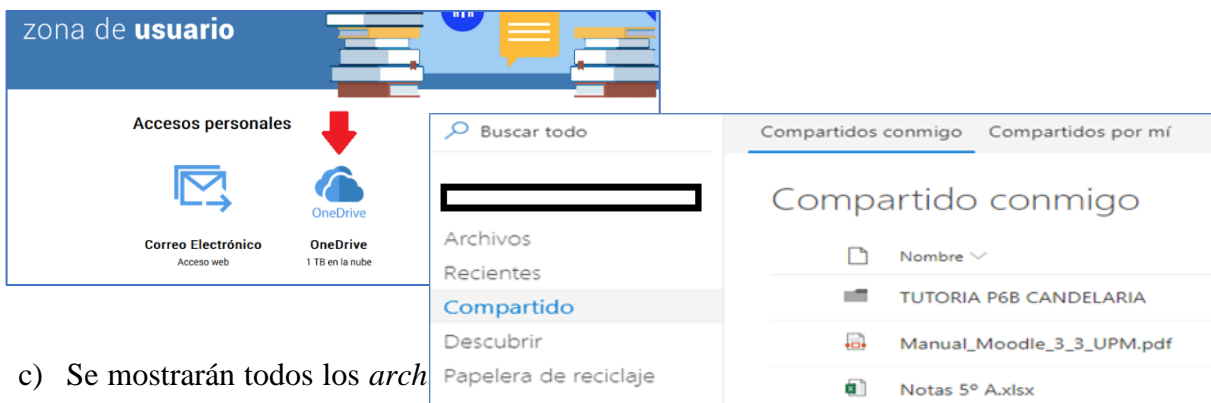 zona de usuario
Accesos personales
OneDrive
Correo Electrónico
Acceso web
OneDrive
1 TB en la nube
Buscar todo
Archivos
Recientes
Compartido
Descubrir
Papelera de reciclaje
Compartidos conmigo Compartidos por mí
Compartido conmigo
Nombre
TUTORIA P6B CANDELARIA
Manual_Moodle_3_3_UPM.pdf
Notas 5º A.xlsx
c) Se mostrarán todos los arch